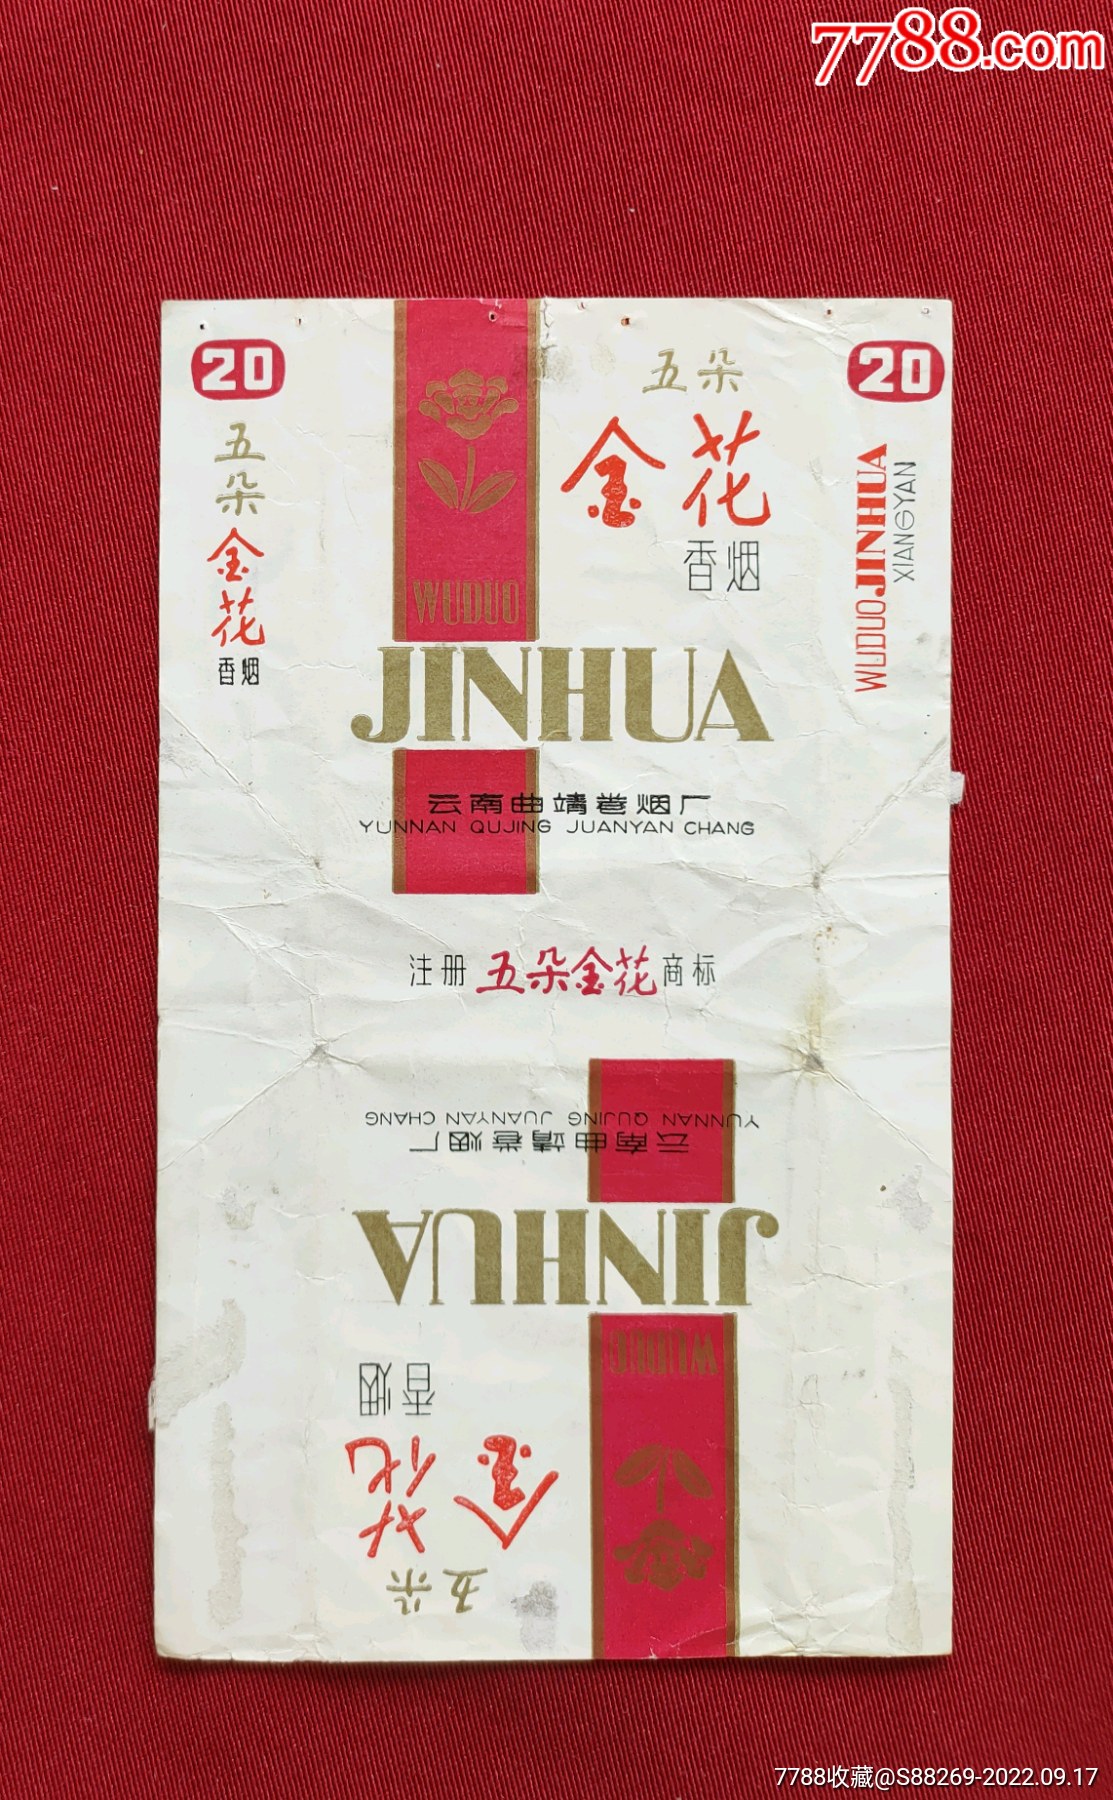 7788.com
20
五朵
金花
香烟
五朵
金花
香烟
WUDUO
JINHUA
云南曲靖卷烟厂
YUNNAN QUJING JUANYAN CHANG
20
WUDUO JINHUA
XIANGYAN
注册 五朵金花 商标
YUNNAN QUJING JUANYAN CHANG
云南曲靖卷烟厂
JINHUA
WUDUO
香烟
金花
五朵
7788收藏@S88269-2022.09.17